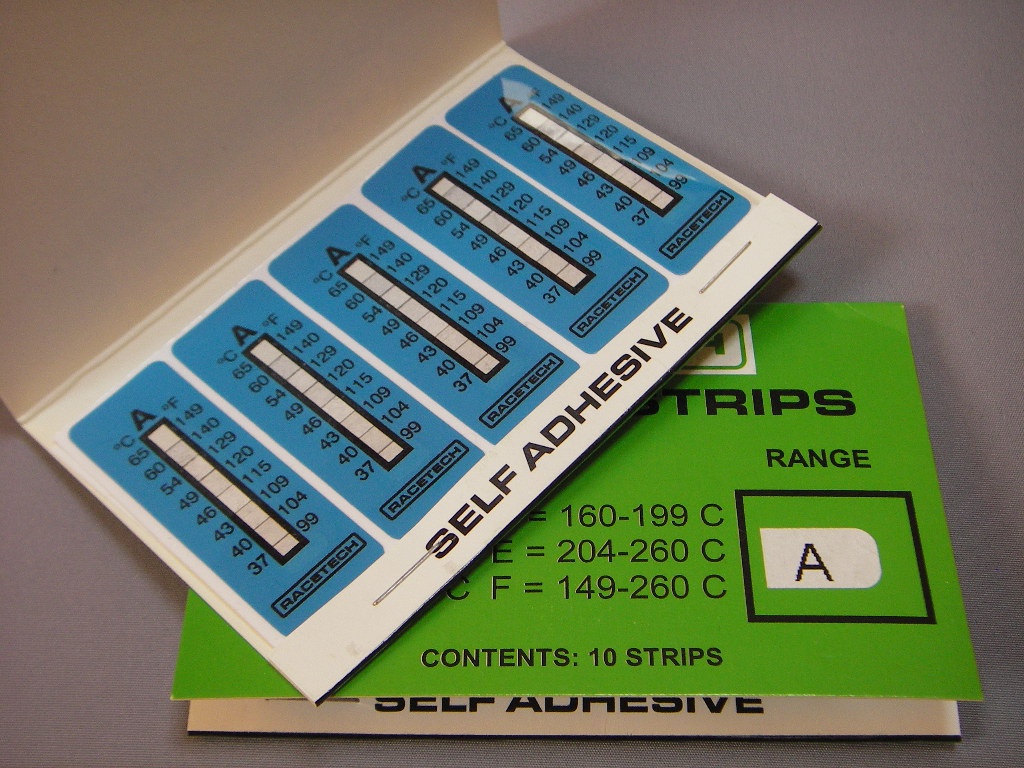 A
°C °F
65 149
60 140
54 129
49 120
46 115
43 109
40 104
37 99
RACETECH
A
°C °F
65 149
60 140
54 129
49 120
46 115
43 109
40 104
37 99
RACETECH
A
°C °F
65 149
60 140
54 129
49 120
46 115
43 109
40 104
37 99
RACETECH
A
°C °F
65 149
60 140
54 129
49 120
46 115
43 109
40 104
37 99
RACETECH
A
°F
65 149
60 140
54 129
49 120
46 115
43 109
40 104
37 99
RACETECH
SELF ADHESIVE
STRIPS
RANGE
= 160-199 C
E = 204-260 C
C F = 149-260 C
A
CONTENTS: 10 STRIPS
SELF ADHESIVE